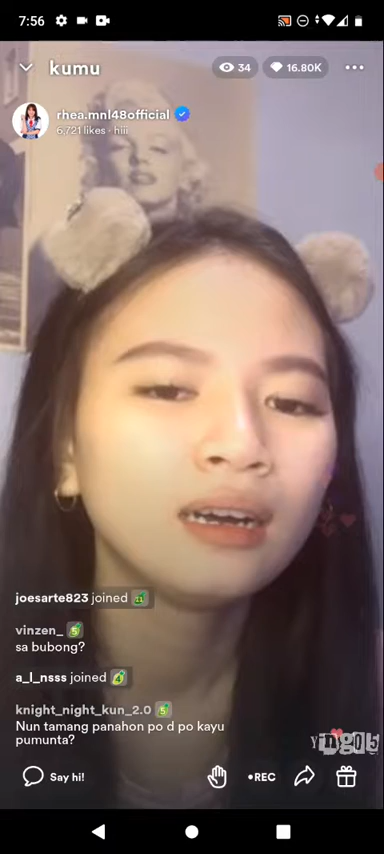 7:56
kumu
34
16.80K
rhea.mnl48official
6,721 likes · hiii
joesarte823 joined
vinzen_
sa bubong?
a_l_nsss joined
knight_night_kun_2.0
Nun tamang panahon po d po kayu
pumunta?
Say hi!
•REC